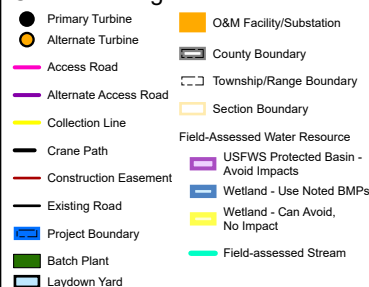 Primary Turbine
Alternate Turbine
Access Road
Alternate Access Road
Collection Line
Crane Path
Construction Easement
Existing Road
Project Boundary
Batch Plant
Laydown Yard
O&M Facility/Substation
County Boundary
Township/Range Boundary
Section Boundary
Field-Assessed Water Resource
USFWS Protected Basin -
Avoid Impacts
Wetland - Use Noted BMPs
Wetland - Can Avoid,
No Impact
Field-assessed Stream